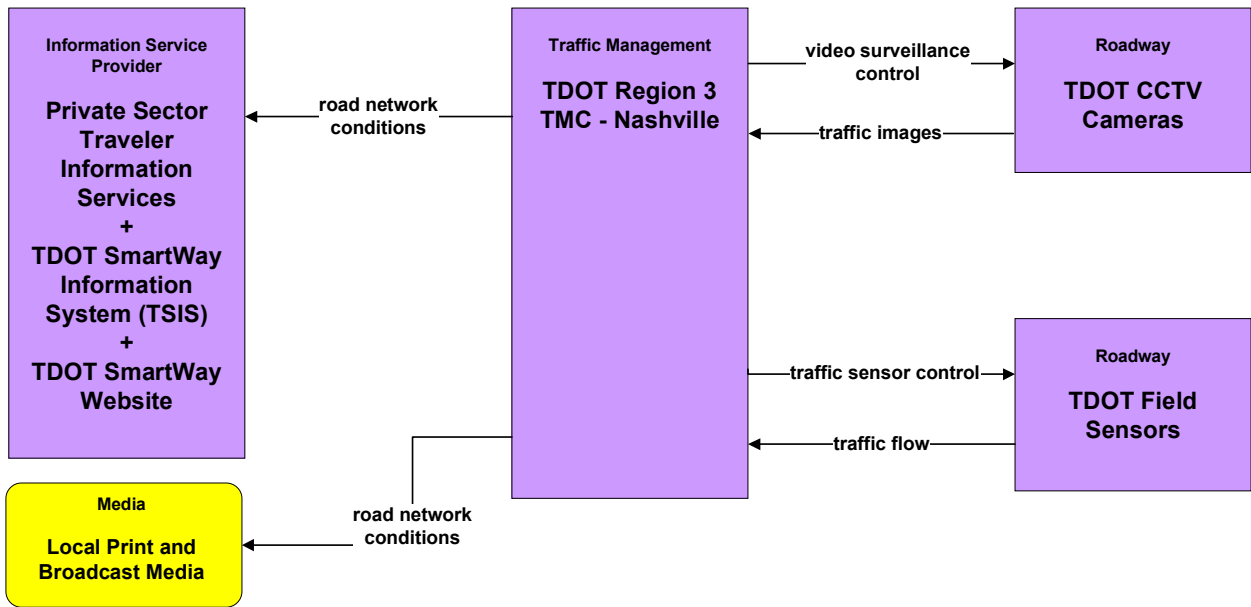 Information Service
Provider
Private Sector
Traveler
Information
Services
+
TDOT SmartWay
Information
System (TSIS)
+
TDOT SmartWay
Website
road network
conditions
Traffic Management
TDOT Region 3
TMC - Nashville
video surveillance
control
traffic images
Roadway
TDOT CCTV
Cameras
traffic sensor control
traffic flow
Roadway
TDOT Field
Sensors
Media
Local Print and
Broadcast Media
road network
conditions